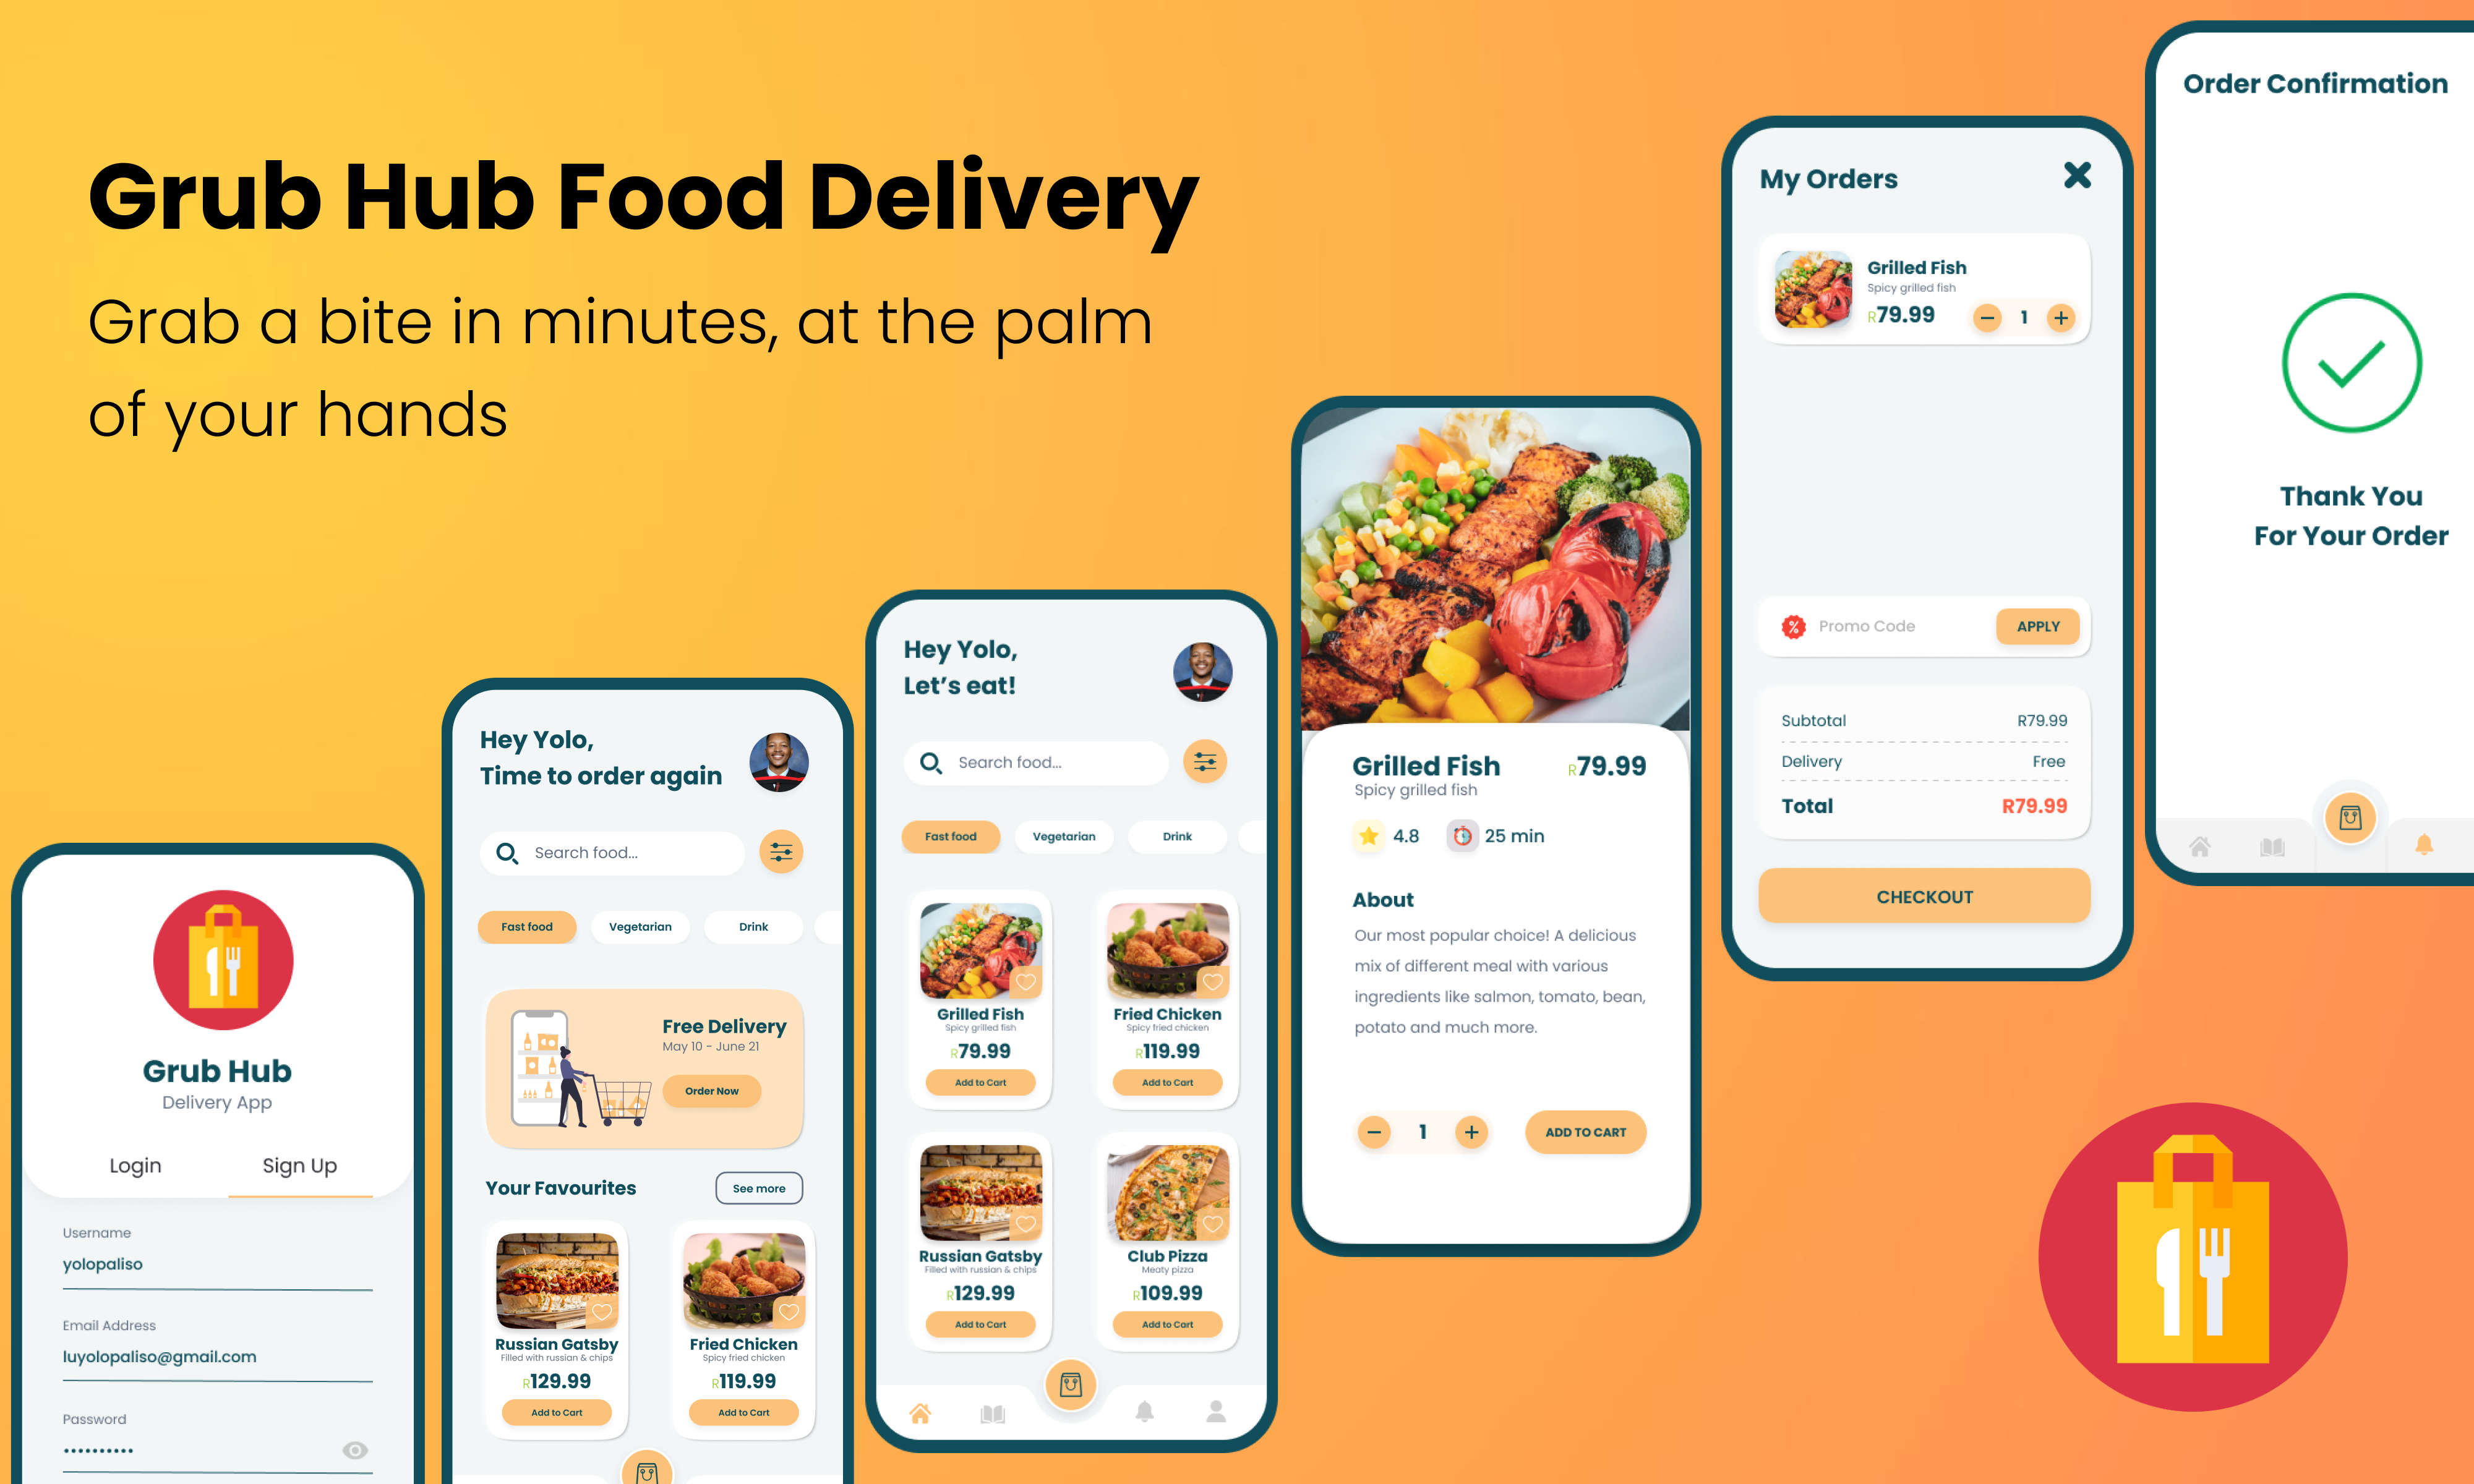 Grub Hub Food Delivery
Grab a bite in minutes, at the palm
of your hands
Grub Hub
Delivery App
Login
Sign Up
Username
yolopaliso
Email Address
luyolopaliso@gmail.com
Password
Hey Yolo,
Time to order again
Search food...
Fast food
Vegetarian
Drink
Free Delivery
May 10 - June 21
Order Now
Your Favourites
See more
Russian Gatsby
Filled with russian & chips
R129.99
Add to Cart
Fried Chicken
Spicy fried chicken
R119.99
Add to Cart
Hey Yolo,
Let's eat!
Search food...
Fast food
Vegetarian
Drink
Grilled Fish
Spicy grilled fish
R79.99
Add to Cart
Fried Chicken
Spicy fried chicken
R119.99
Add to Cart
Russian Gatsby
Filled with russian & chips
R129.99
Add to Cart
Club Pizza
Meaty pizza
R109.99
Add to Cart
Grilled Fish
R79.99
Spicy grilled fish
4.8
25 min
About
Our most popular choice! A delicious
mix of different meal with various
ingredients like salmon, tomato, bean,
potato and much more.
1
ADD TO CART
My Orders
Grilled Fish
Spicy grilled fish
R79.99
1
Promo Code
APPLY
Subtotal R79.99
Delivery Free
Total R79.99
CHECKOUT
Order Confirmation
Thank You
For Your Order